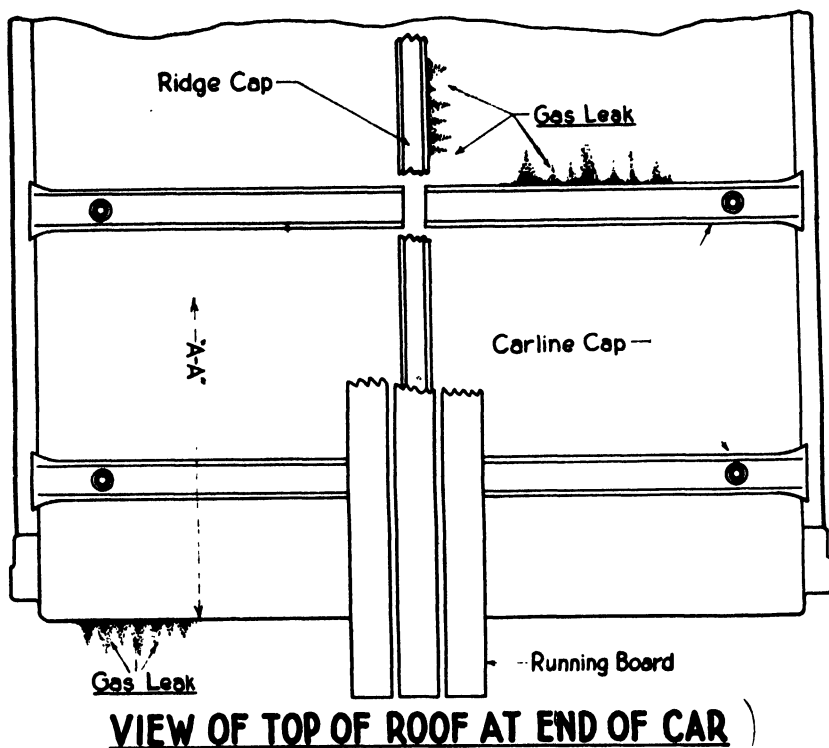 Ridge Cap
Gas Leak
"A-A"
Carline Cap
Running Board
Gas Leak
VIEW OF TOP OF ROOF AT END OF CAR